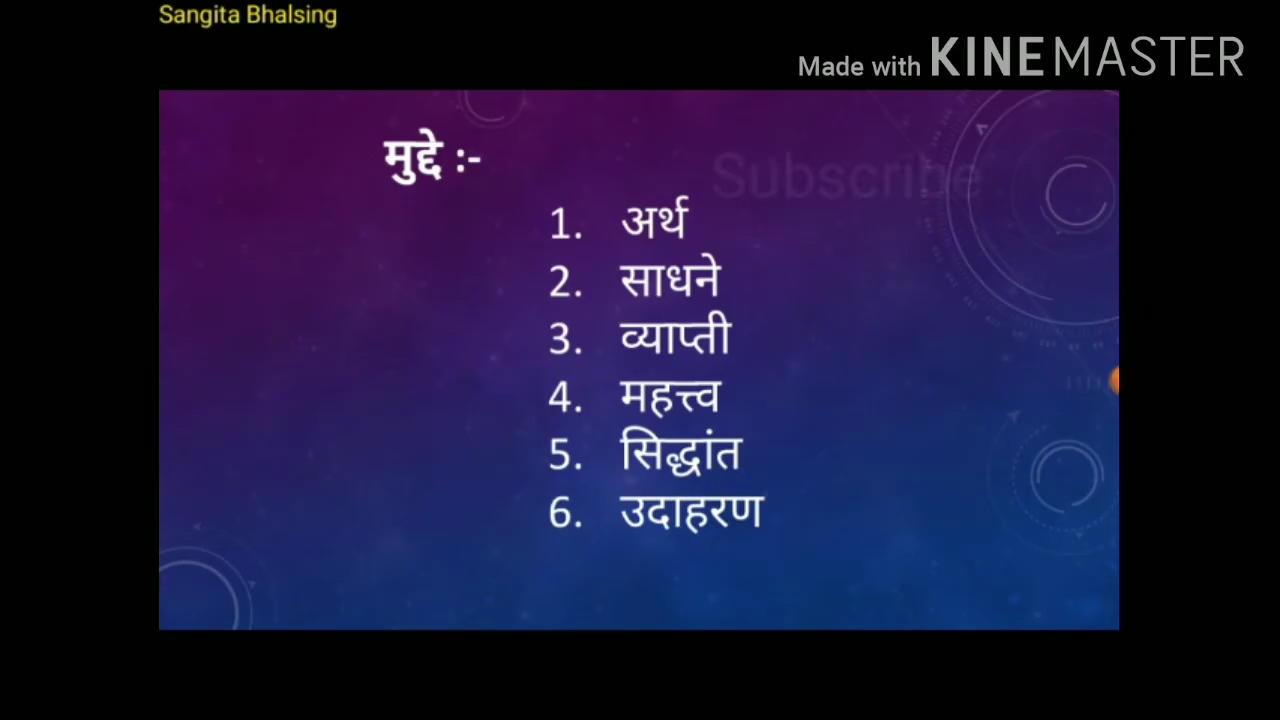 Sangita Bhalsing
Made with KINEMASTER
मुद्दे :-
Subscribe
1. अर्थ
2. साधने
3. व्याप्ती
4. महत्त्व
5. सिद्धांत
6. उदाहरण